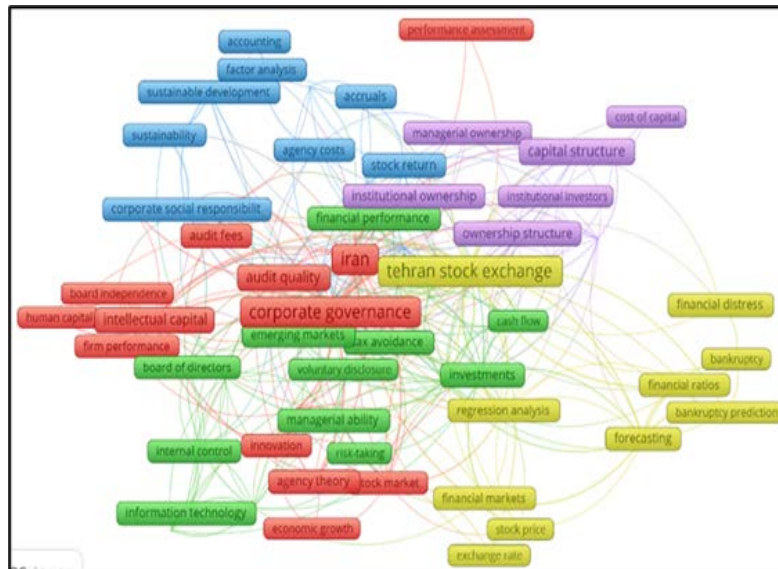 performance assessment
accounting
factor analysis
sustainable development
accruals
cost of capital
sustainability
managerial ownership
agency costs
capital structure
stock return
institutional ownership
institutional investors
corporate social responsibilit
financial performance
audit fees
ownership structure
iran
tehran stock exchange
audit quality
board independence
financial distress
human capital
intellectual capital
corporate governance
cash flow
emerging markets
tax avoidance
firm performance
bankruptcy
board of directors
voluntary disclosure
investments
financial ratios
managerial ability
regression analysis
bankruptcy prediction
forecasting
innovation
internal control
risk-taking
agency theory
stock market
financial markets
information technology
economic growth
stock price
exchange rate